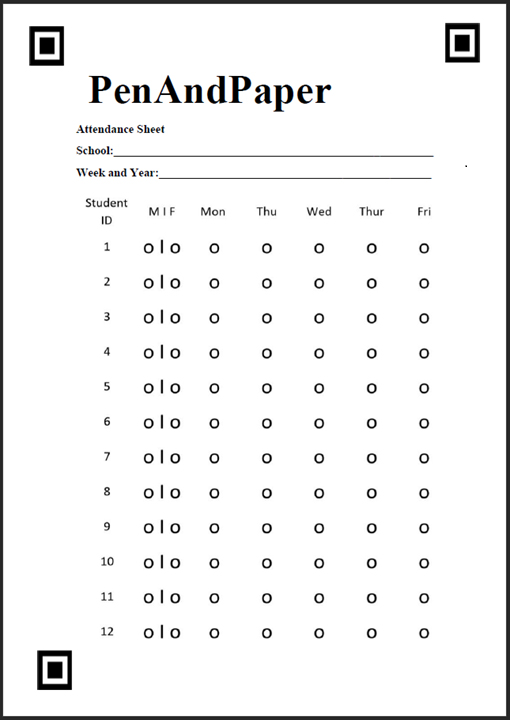 PenAndPaper
Attendance Sheet
School:
Week and Year:
Student ID M I F Mon Thu Wed Thur Fri
1 o l o o o o o o
2 o l o o o o o o
3 o l o o o o o o
4 o l o o o o o o
5 o l o o o o o o
6 o l o o o o o o
7 o l o o o o o o
8 o l o o o o o o
9 o l o o o o o o
10 o l o o o o o o
11 o l o o o o o o
12 o l o o o o o o